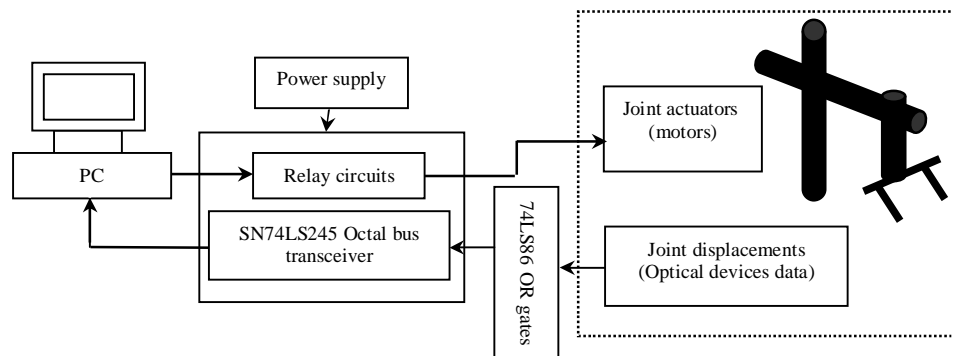 Power supply
Joint actuators
(motors)
PC
Relay circuits
SN74LS245 Octal bus
transceiver
74LS86 OR gates
Joint displacements
(Optical devices data)